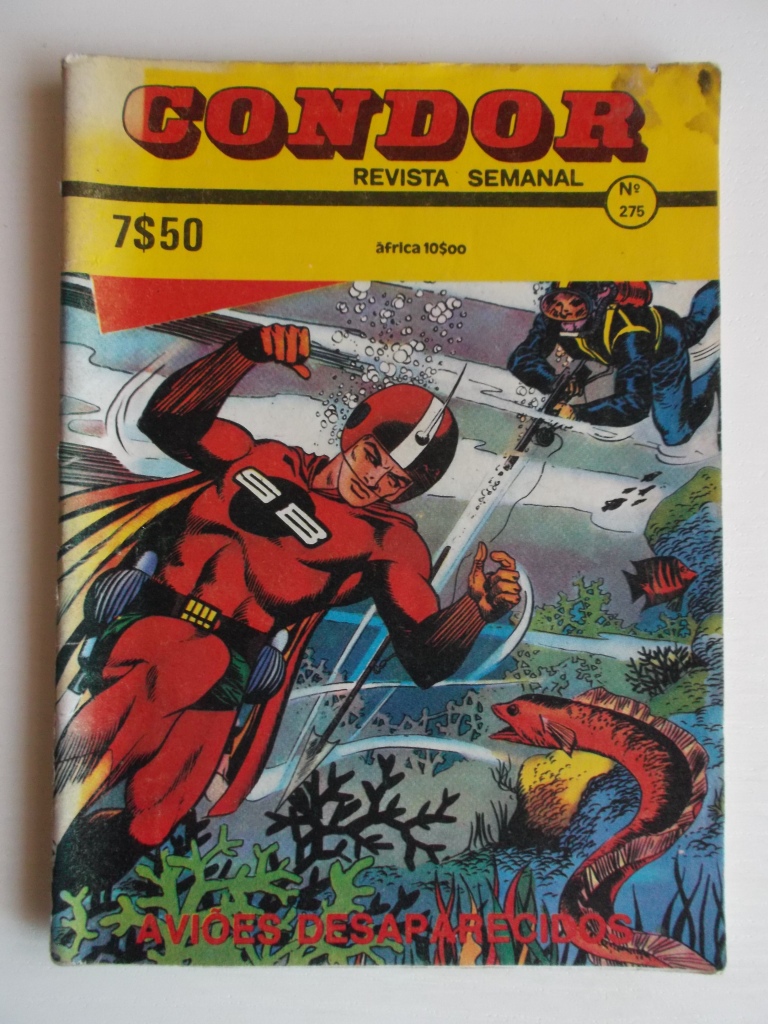 CONDOR
REVISTA SEMANAL
Nº
275
7$50
áfrica 10$00
SB
AVIÕES DESAPARECIDOS